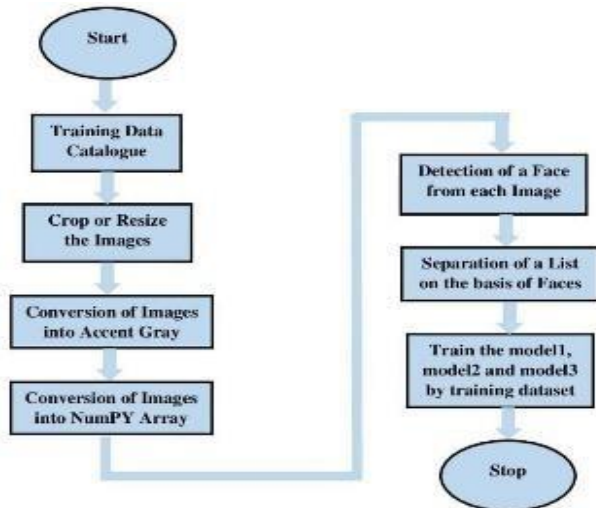 Start
Training Data
Catalogue
Crop or Resize
the Images
Conversion of Images
into Accent Gray
Conversion of Images
into NumPY Array
Detection of a Face
from each Image
Separation of a List
on the basis of Faces
Train the model1,
model2 and model3
by training dataset
Stop